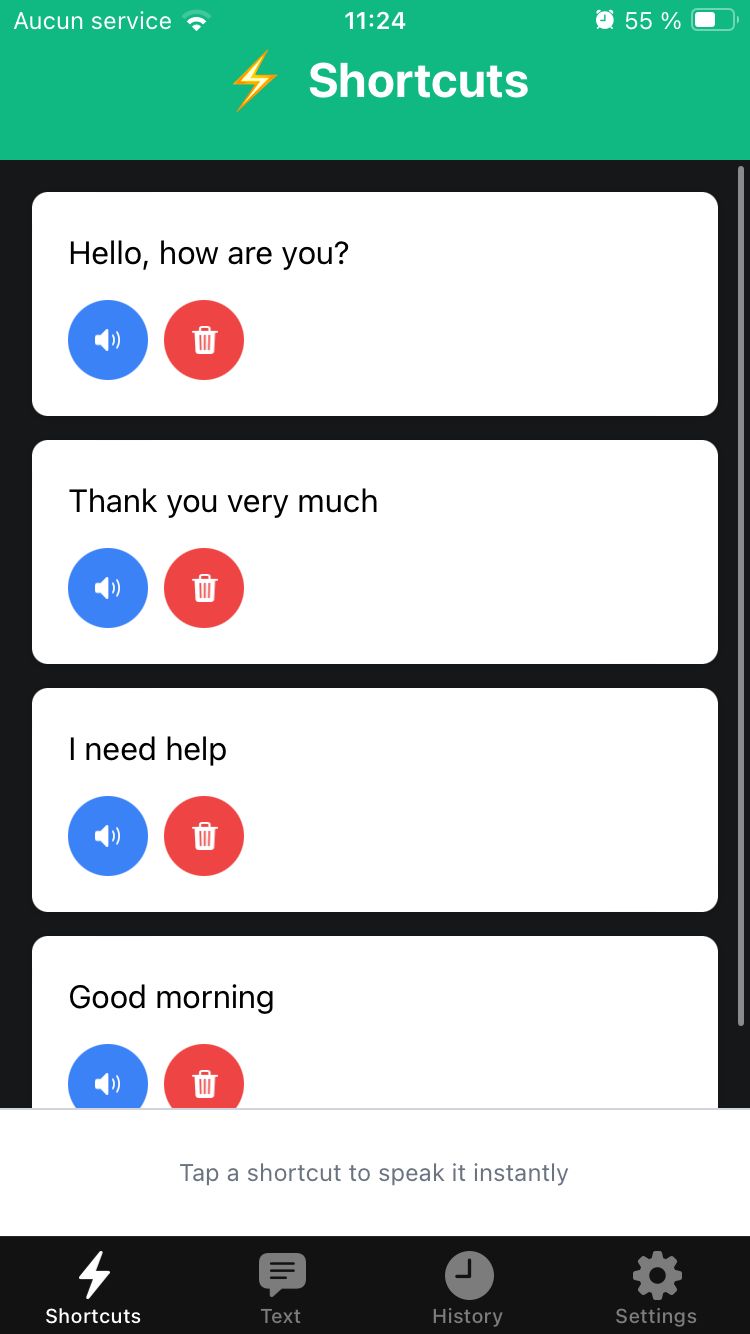 Aucun service 11:24 55 %
Shortcuts
Hello, how are you?
Thank you very much
I need help
Good morning
Tap a shortcut to speak it instantly
Shortcuts Text History Settings